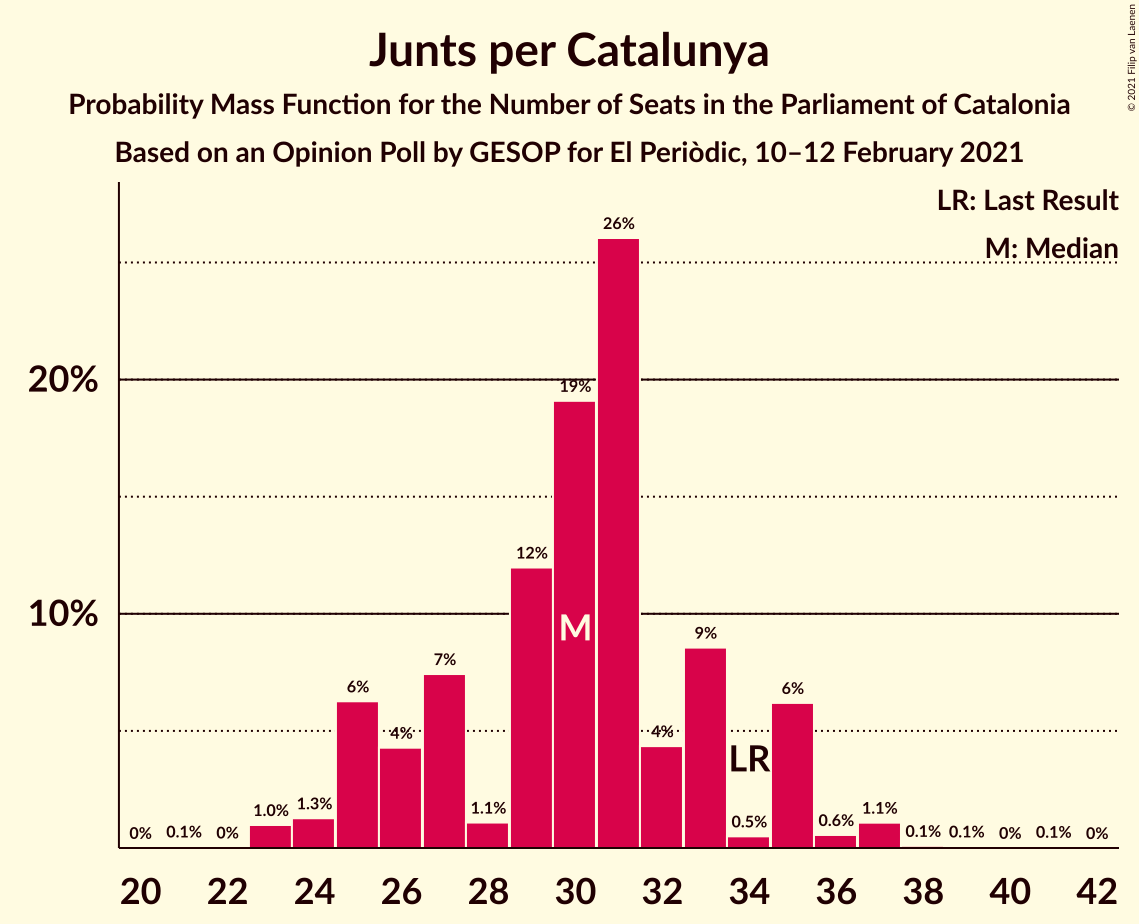 Junts per Catalunya
Probability Mass Function for the Number of Seats in the Parliament of Catalonia
Based on an Opinion Poll by GESOP for El Periòdic, 10–12 February 2021
© 2021 Filip van Laenen
LR: Last Result
M: Median
20%
10%
0%
0.1%
0%
1.0%
1.3%
6%
4%
7%
1.1%
12%
19%
26%
4%
9%
0.5%
6%
0.6%
1.1%
0.1%
0.1%
0%
0.1%
0%
M
LR
20 22 24 26 28 30 32 34 36 38 40 42